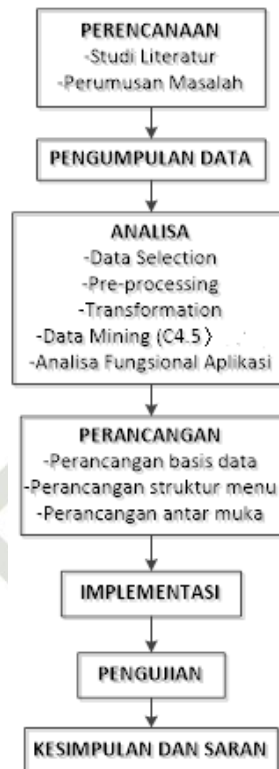 PERENCANAAN
-Studi Literatur
-Perumusan Masalah
PENGUMPULAN DATA
ANALISA
-Data Selection
-Pre-processing
-Transformation
-Data Mining (C4.5)
-Analisa Fungsional Aplikasi
PERANCANGAN
-Perancangan basis data
-Perancangan struktur menu
-Perancangan antar muka
IMPLEMENTASI
PENGUJIAN
KESIMPULAN DAN SARAN